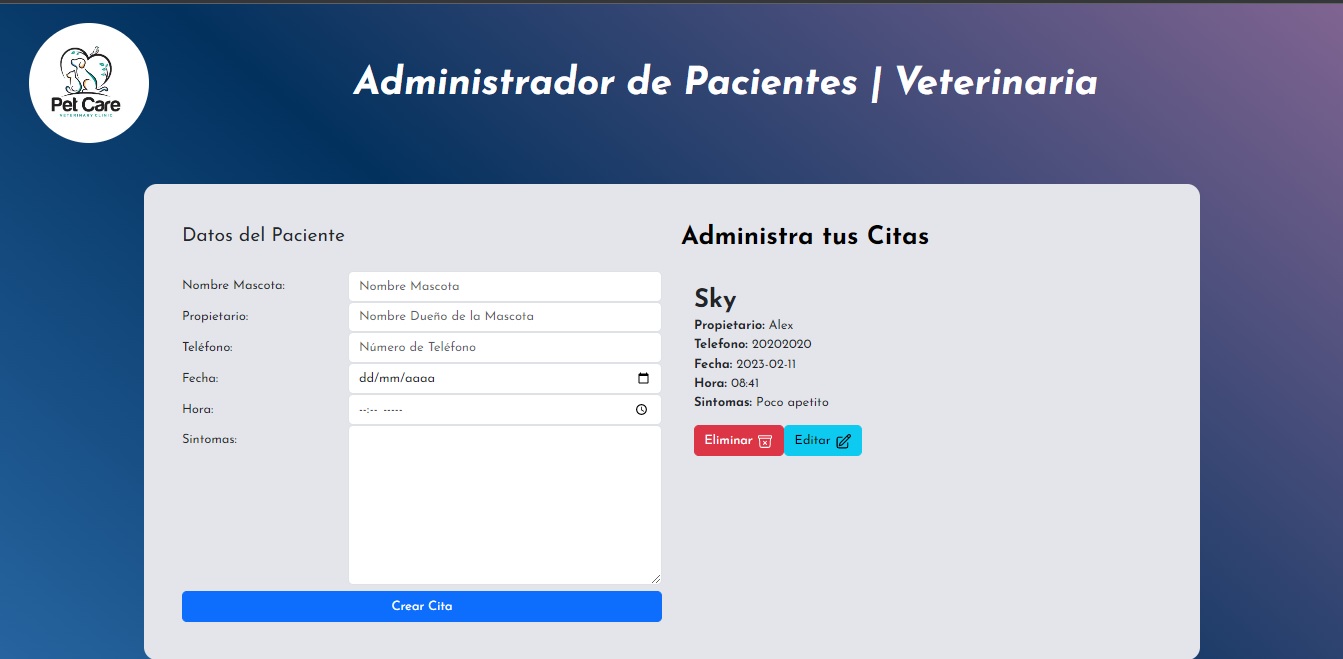 Pet Care
VETERINARY CLINIC
Administrador de Pacientes | Veterinaria
Datos del Paciente
Nombre Mascota:
Nombre Mascota
Propietario:
Nombre Dueño de la Mascota
Teléfono:
Número de Teléfono
Fecha:
dd/mm/aaaa
Hora:
--:-- -----
Sintomas:
Crear Cita
Administra tus Citas
Sky
Propietario: Alex
Telefono: 20202020
Fecha: 2023-02-11
Hora: 08:41
Sintomas: Poco apetito
Eliminar
Editar